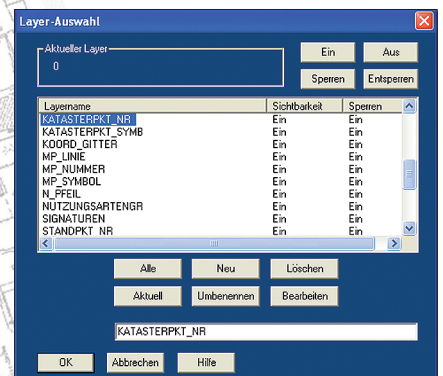 Layer-Auswahl
Aktueller Layer
0
Ein Aus
Sperren Entsperren
Layername Sichtbarkeit Sperren
KATASTERPKT_NR Ein Ein
KATASTERPKT_SYMB Ein Ein
KOORD_GITTER Ein Ein
MP_LINIE Ein Ein
MP_NUMMER Ein Ein
MP_SYMBOL Ein Ein
N_PFEIL Ein Ein
NUTZUNGSARTENGR Ein Ein
SIGNATUREN Ein Ein
STANDPKT_NR Ein Ein
Alle Neu Löschen
Aktuell Umbenennen Bearbeiten
KATASTERPKT_NR
OK Abbrechen Hilfe